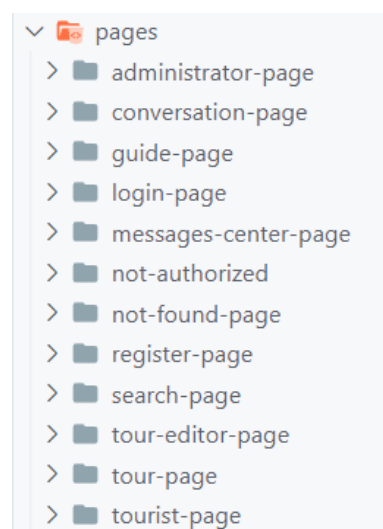 pages
administrator-page
conversation-page
guide-page
login-page
messages-center-page
not-authorized
not-found-page
register-page
search-page
tour-editor-page
tour-page
tourist-page